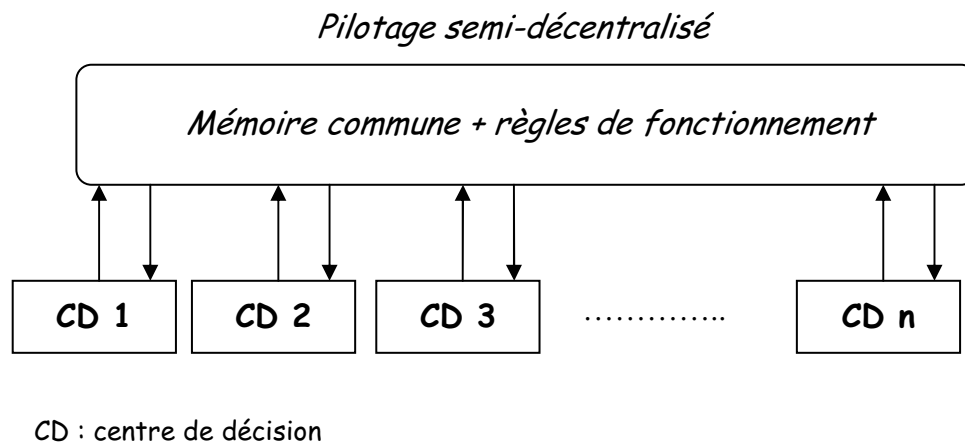 Pilotage semi-décentralisé
Mémoire commune + règles de fonctionnement
CD 1 CD 2 CD 3 ………….. CD n
CD : centre de décision